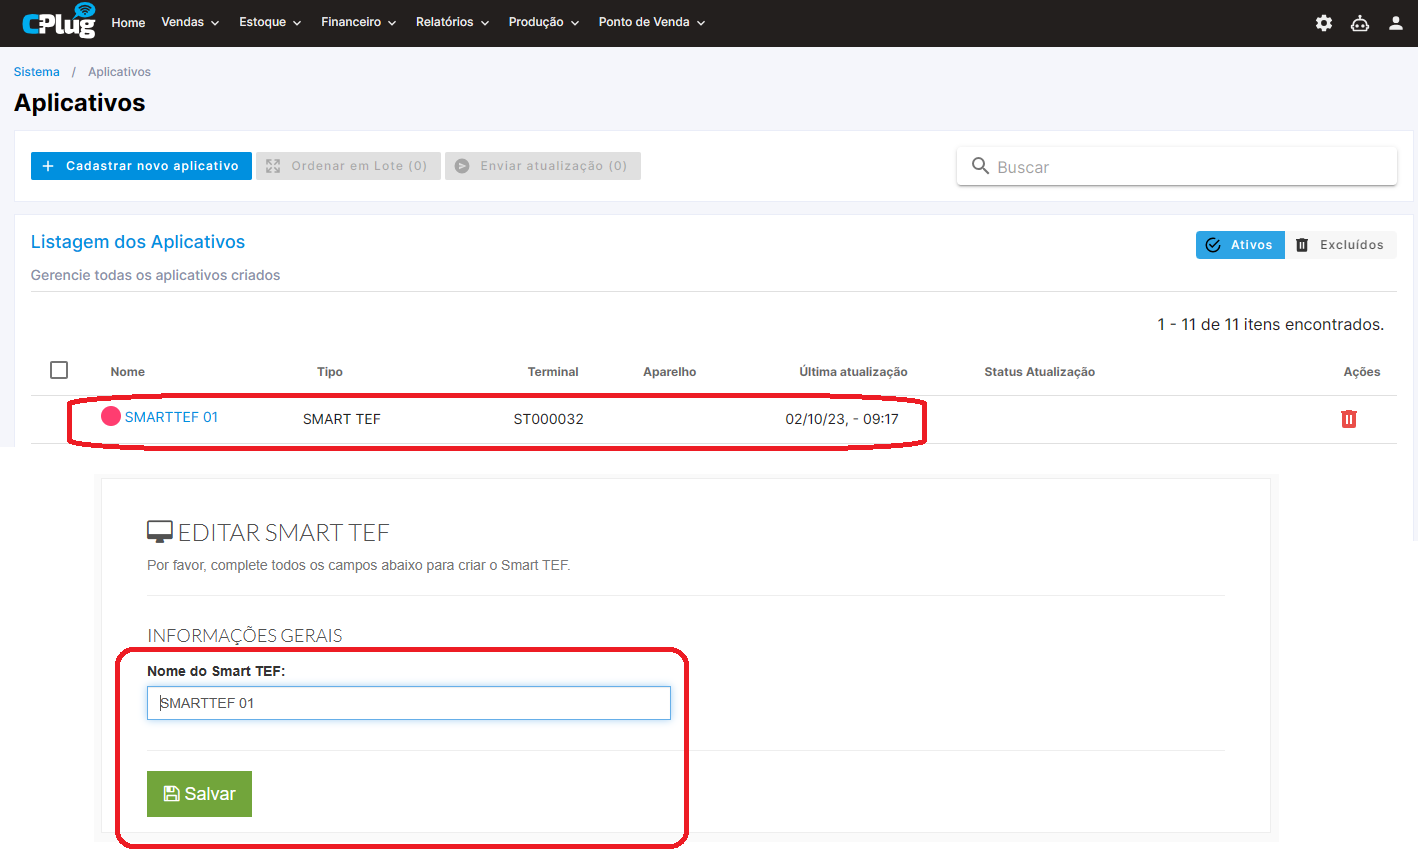 CPlug Home Vendas Estoque Financeiro Relatórios Produção Ponto de Venda
Sistema / Aplicativos
Aplicativos
+ Cadastrar novo aplicativo Ordenar em Lote (0) Enviar atualização (0) Buscar
Listagem dos Aplicativos Ativos Excluídos
Gerencie todas os aplicativos criados
1 - 11 de 11 itens encontrados.
Nome Tipo Terminal Aparelho Última atualização Status Atualização Ações
SMARTTEF 01 SMART TEF ST000032 02/10/23, - 09:17
EDITAR SMART TEF
Por favor, complete todos os campos abaixo para criar o Smart TEF.
INFORMAÇÕES GERAIS
Nome do Smart TEF:
SMARTTEF 01
Salvar